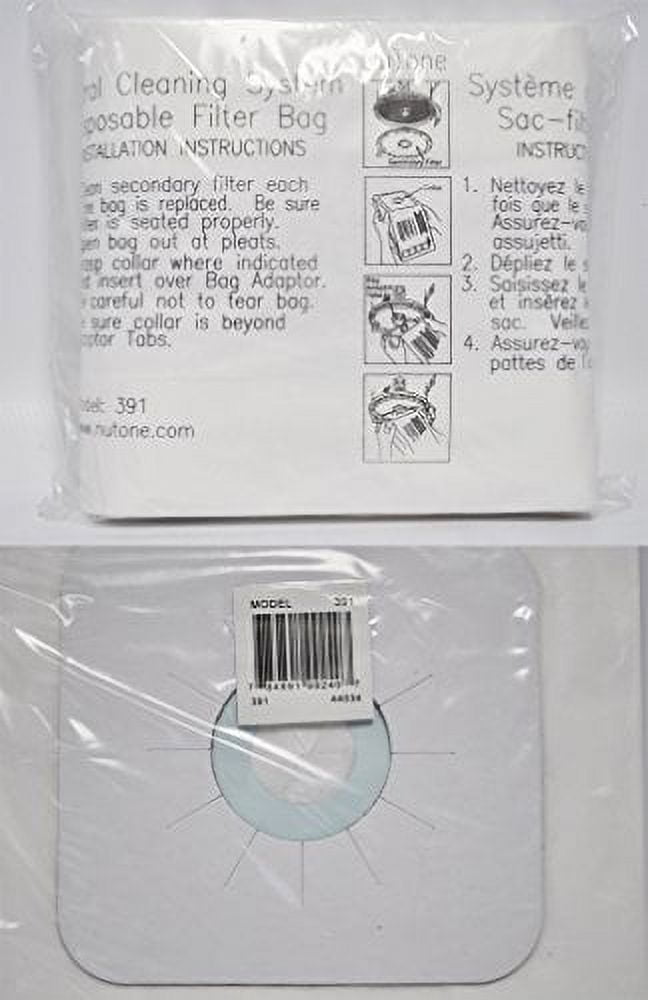 Cleaning System
Filter Bag
INSTRUCTIONS
secondary filter each
bag is replaced. Be sure
is seated properly.
bag out at pleats.
collar where indicated
insert over Bag Adaptor.
careful not to tear bag.
sure collar is beyond
Tabs.
391
nutone.com
Secondary Filter
Système
Sac-fil
INSTRUC
1. Nettoyez le
fois que le
Assurez-vo
assujetti.
2. Dépliez le s
3. Saisissez le
et insérez
sac. Veille
4. Assurez-vo
pattes de l'a
MODEL 391
391